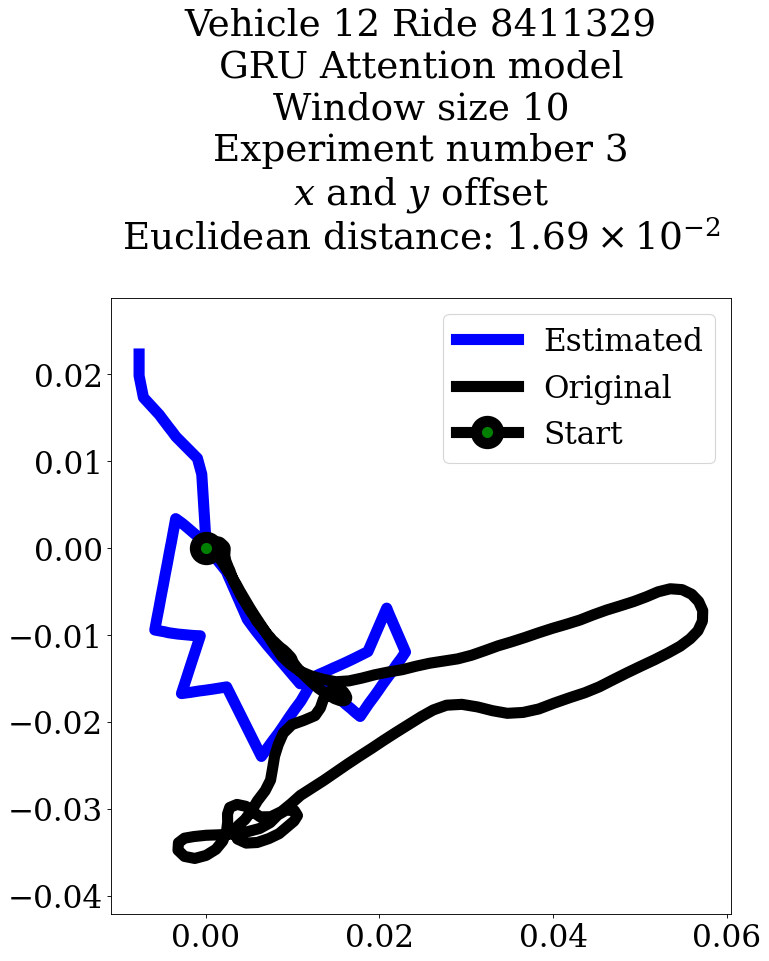 Vehicle 12 Ride 8411329
GRU Attention model
Window size 10
Experiment number 3
x and y offset
Euclidean distance: 1.69 × 10⁻²
Estimated
Original
Start
0.02
0.01
0.00
−0.01
−0.02
−0.03
−0.04
0.00 0.02 0.04 0.06